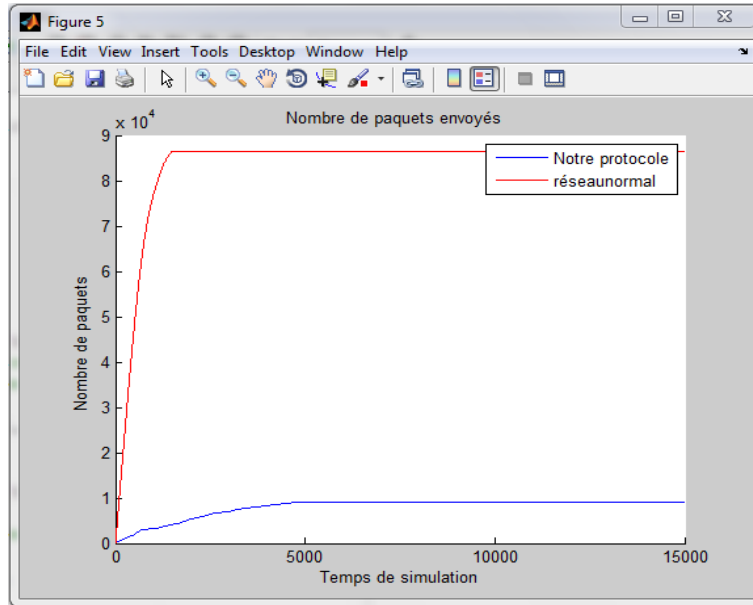 Figure 5
File Edit View Insert Tools Desktop Window Help
x 10^4
Nombre de paquets envoyés
9
8
7
6
5
4
3
2
1
0
Nombre de paquets
Notre protocole
réseaunormal
0 5000 10000 15000
Temps de simulation